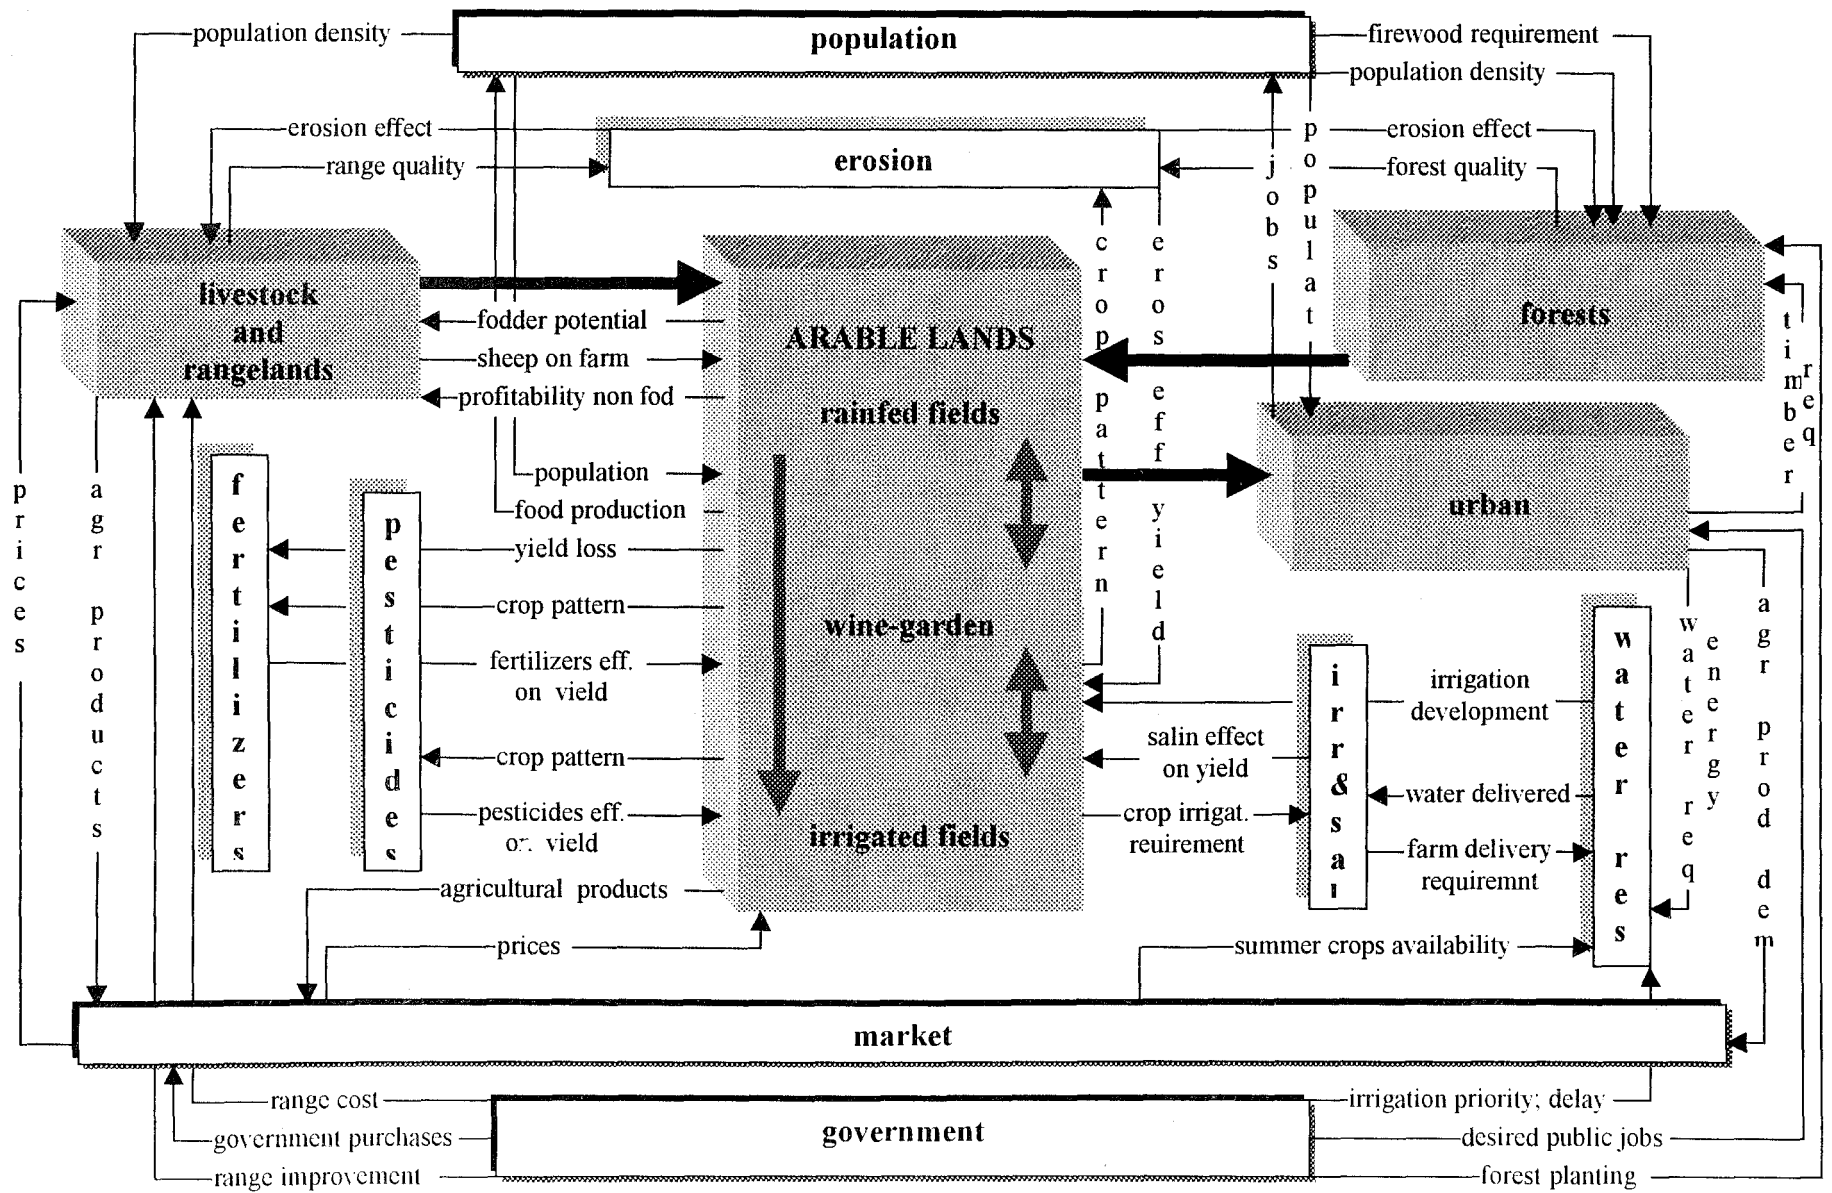 population density
population
firewood requirement
population density
erosion effect
range quality
erosion
erosion effect
forest quality
jobs
populat
livestock
and
rangelands
fodder potential
sheep on farm
profitability non fod
ARABLE LANDS
rainfed fields
wine-garden
irrigated fields
crop pattern
eros eff yield
forests
timber
req
urban
population
food production
yield loss
crop pattern
fertilizers eff.
on yield
crop pattern
pesticides eff.
on yield
agricultural products
prices
prices
agr products
fertilizers
pesticides
ir&sal
water res
irrigation
development
salin effect
on yield
water delivered
crop irrigat.
reuirement
farm delivery
requiremnt
summer crops availability
water req
energy
agr prod dem
market
range cost
government purchases
range improvement
government
irrigation priority; delay
desired public jobs
forest planting